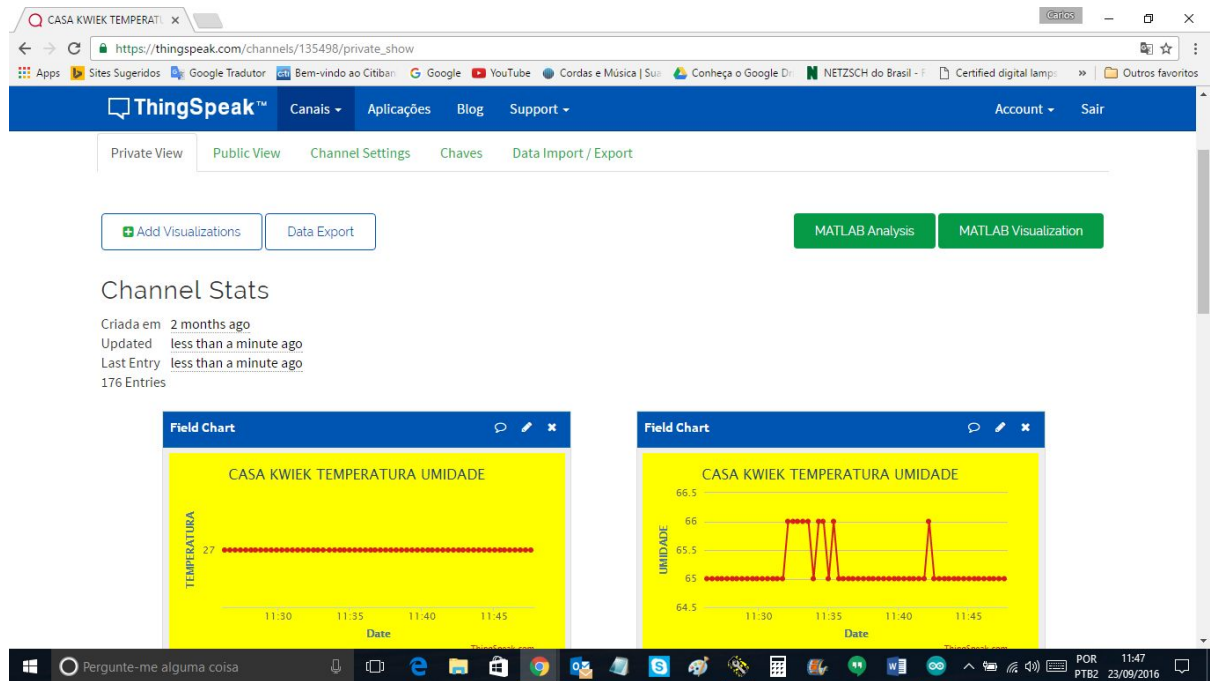 CASA KWIEK TEMPERATU
Carlos
https://thingspeak.com/channels/135498/private_show
Apps Sites Sugeridos Google Tradutor Bem-vindo ao Citiban Google YouTube Cordas e Música | Sua Conheça o Google Dri NETZSCH do Brasil - F Certified digital lamps » Outros favoritos
ThingSpeak™ Canais Aplicações Blog Support Account Sair
Private View Public View Channel Settings Chaves Data Import / Export
Add Visualizations Data Export MATLAB Analysis MATLAB Visualization
Channel Stats
Criada em 2 months ago
Updated less than a minute ago
Last Entry less than a minute ago
176 Entries
Field Chart
CASA KWIEK TEMPERATURA UMIDADE
TEMPERATURA
27
11:30 11:35 11:40 11:45
Date
ThingSpeak.com
Field Chart
CASA KWIEK TEMPERATURA UMIDADE
UMIDADE
66.5
66
65.5
65
64.5
11:30 11:35 11:40 11:45
Date
ThingSpeak.com
Pergunte-me alguma coisa
POR 11:47
PTB2 23/09/2016